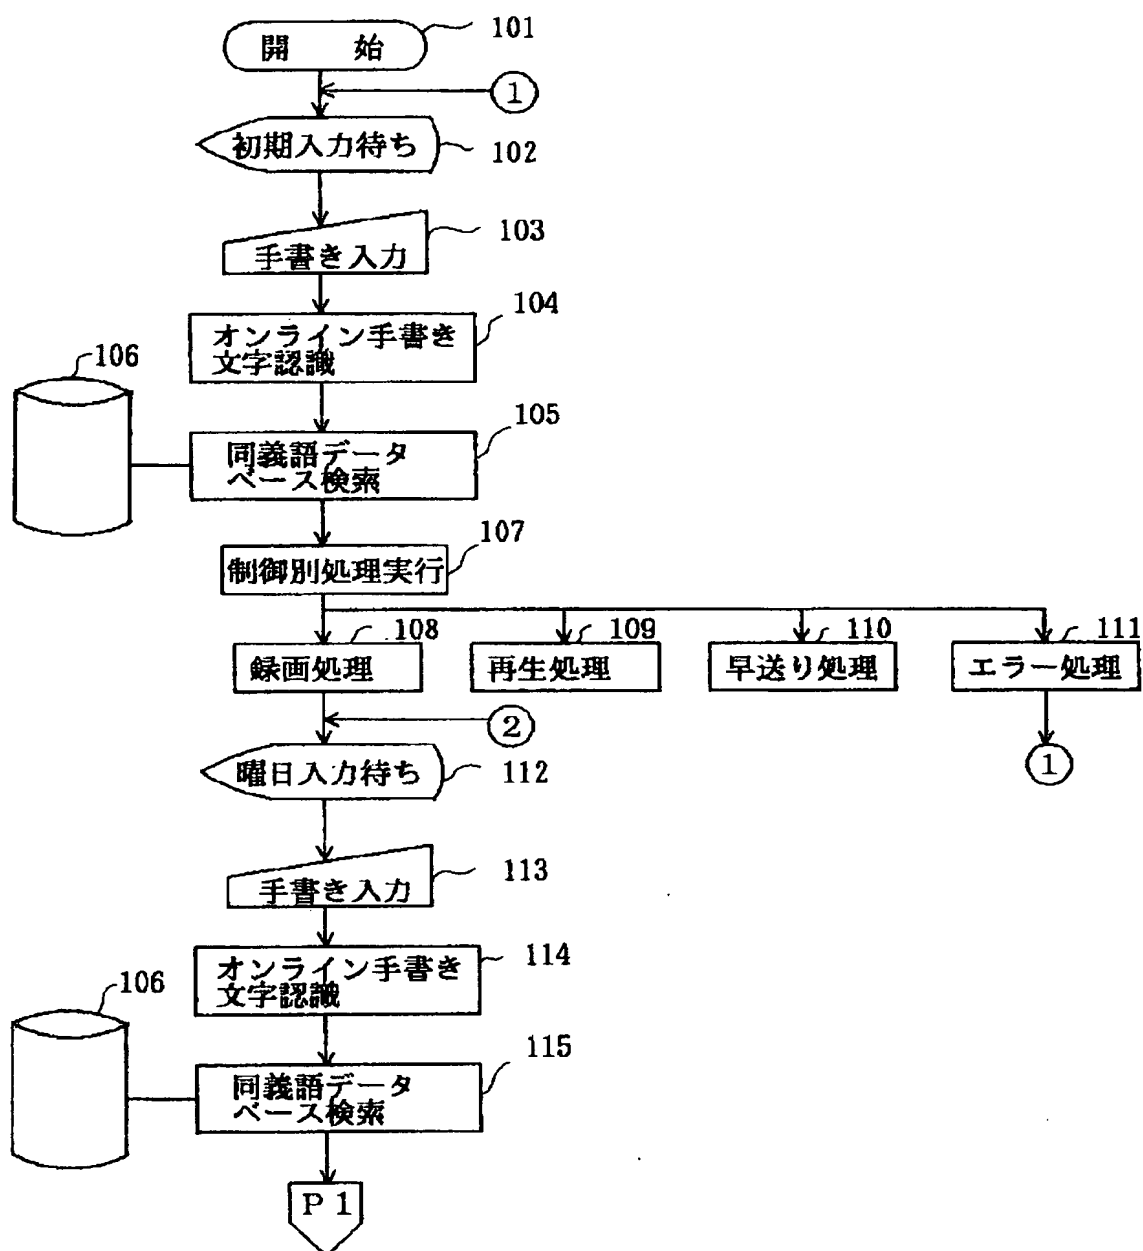 開 始
101
①
初期入力待ち
102
手書き入力
103
オンライン手書き
文字認識
104
106
同義語データ
ベース検索
105
制御別処理実行
107
録画処理
108
再生処理
109
早送り処理
110
エラー処理
111
②
①
曜日入力待ち
112
手書き入力
113
オンライン手書き
文字認識
114
106
同義語データ
ベース検索
115
P1